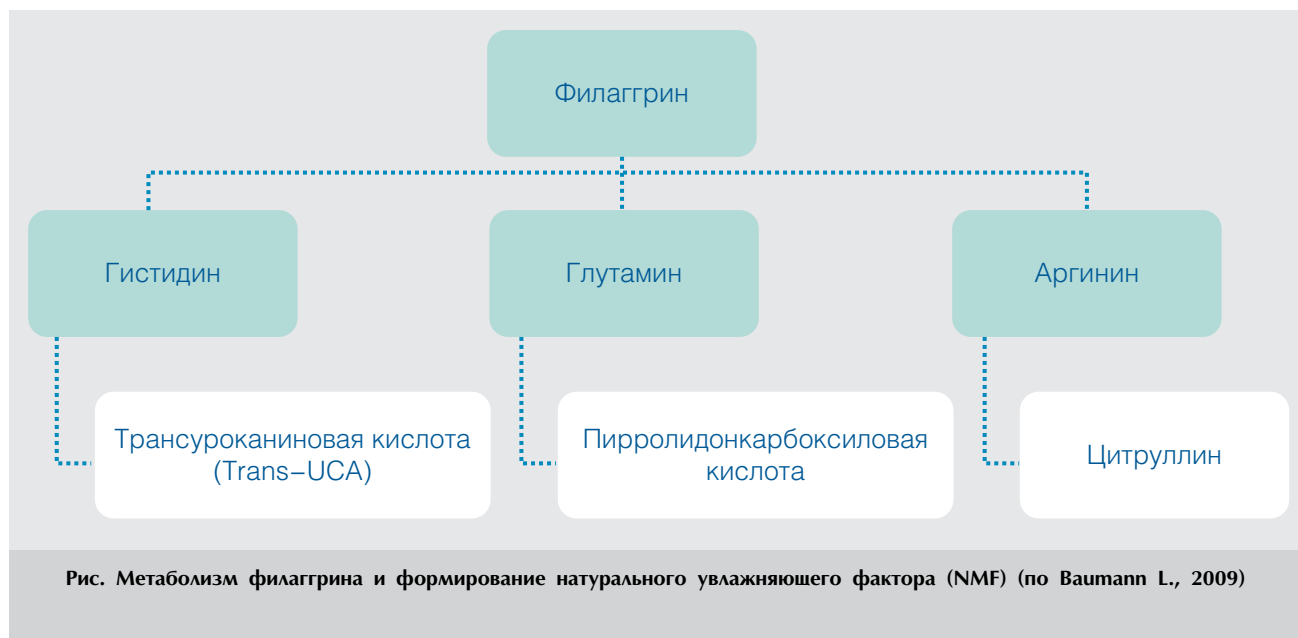 Филаггрин
Гистидин
Глутамин
Аргинин
Трансуроканиновая кислота
(Trans–UCA)
Пирролидонкарбоксиловая
кислота
Цитруллин
Рис. Метаболизм филаггрина и формирование натурального увлажняющего фактора (NMF) (по Baumann L., 2009)